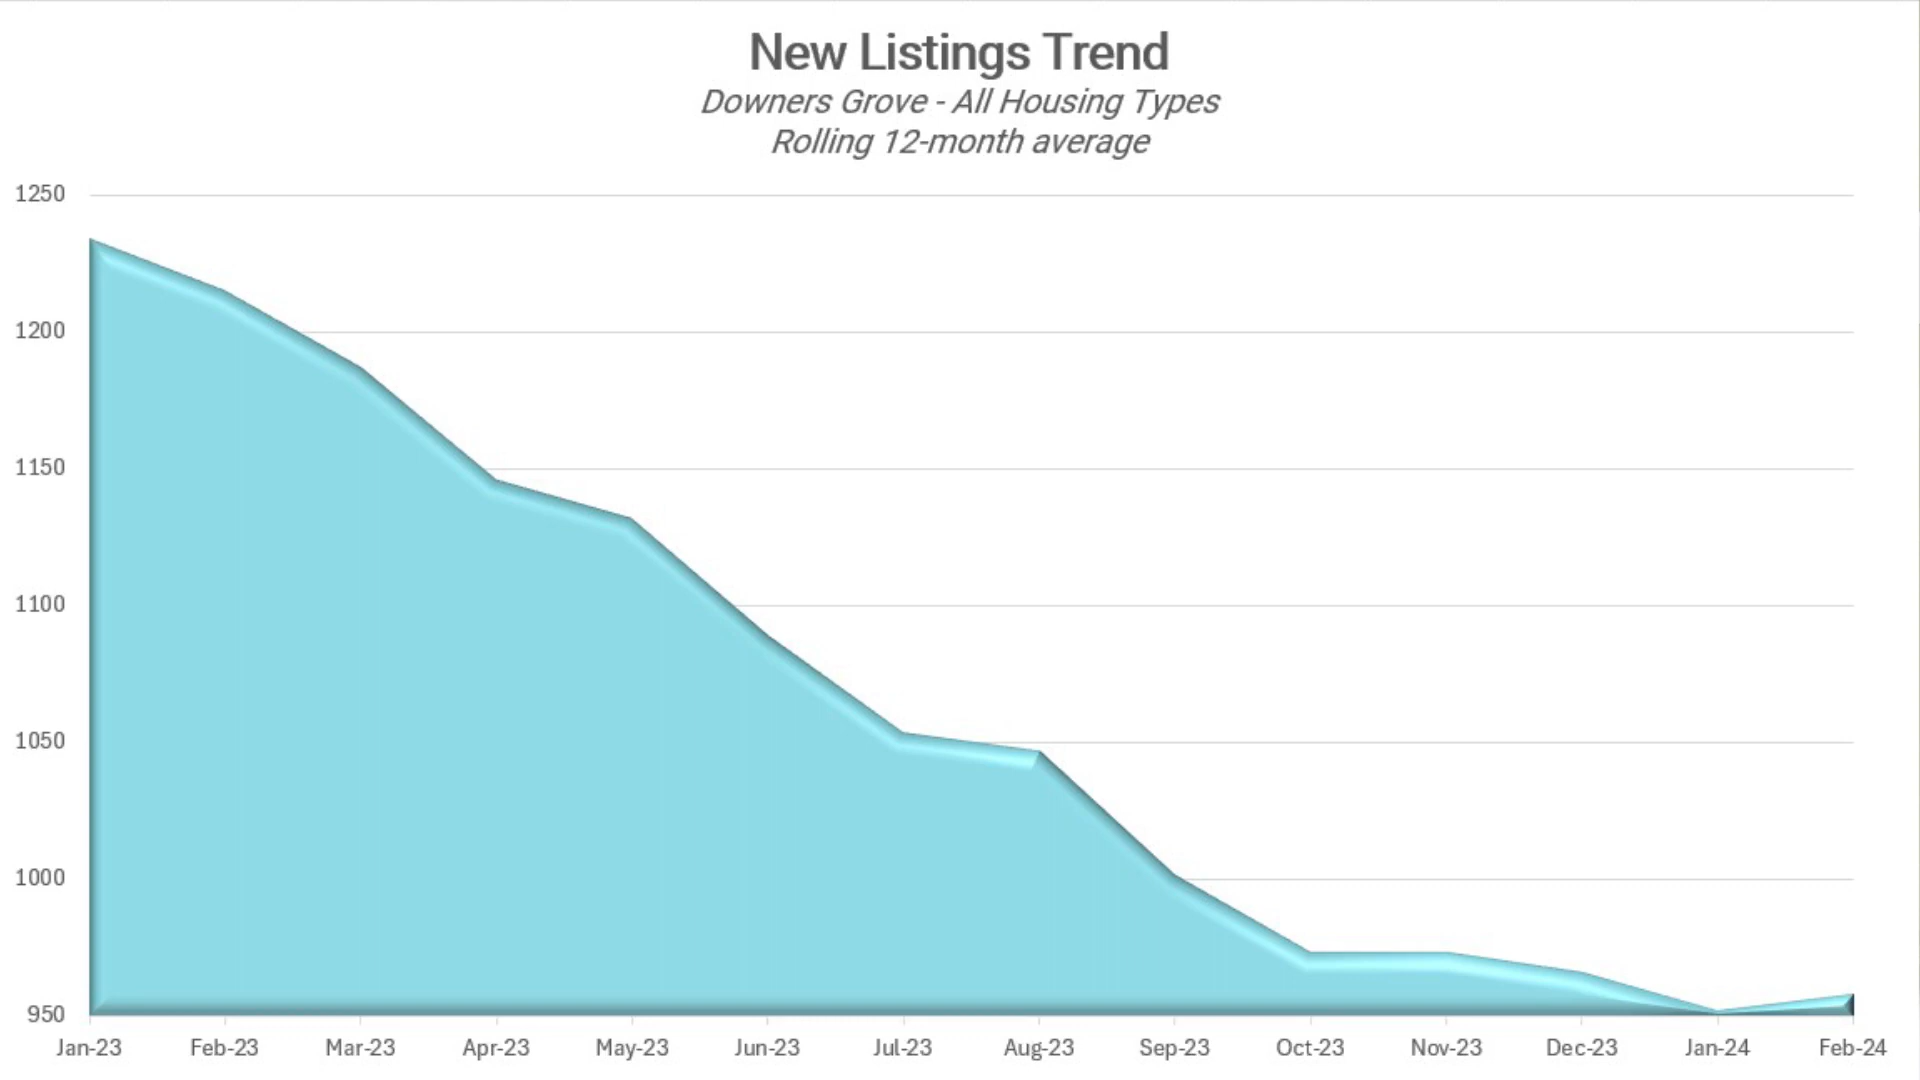 New Listings Trend
Downers Grove - All Housing Types
Rolling 12-month average
1250
1200
1150
1100
1050
1000
950
Jan-23 Feb-23 Mar-23 Apr-23 May-23 Jun-23 Jul-23 Aug-23 Sep-23 Oct-23 Nov-23 Dec-23 Jan-24 Feb-24